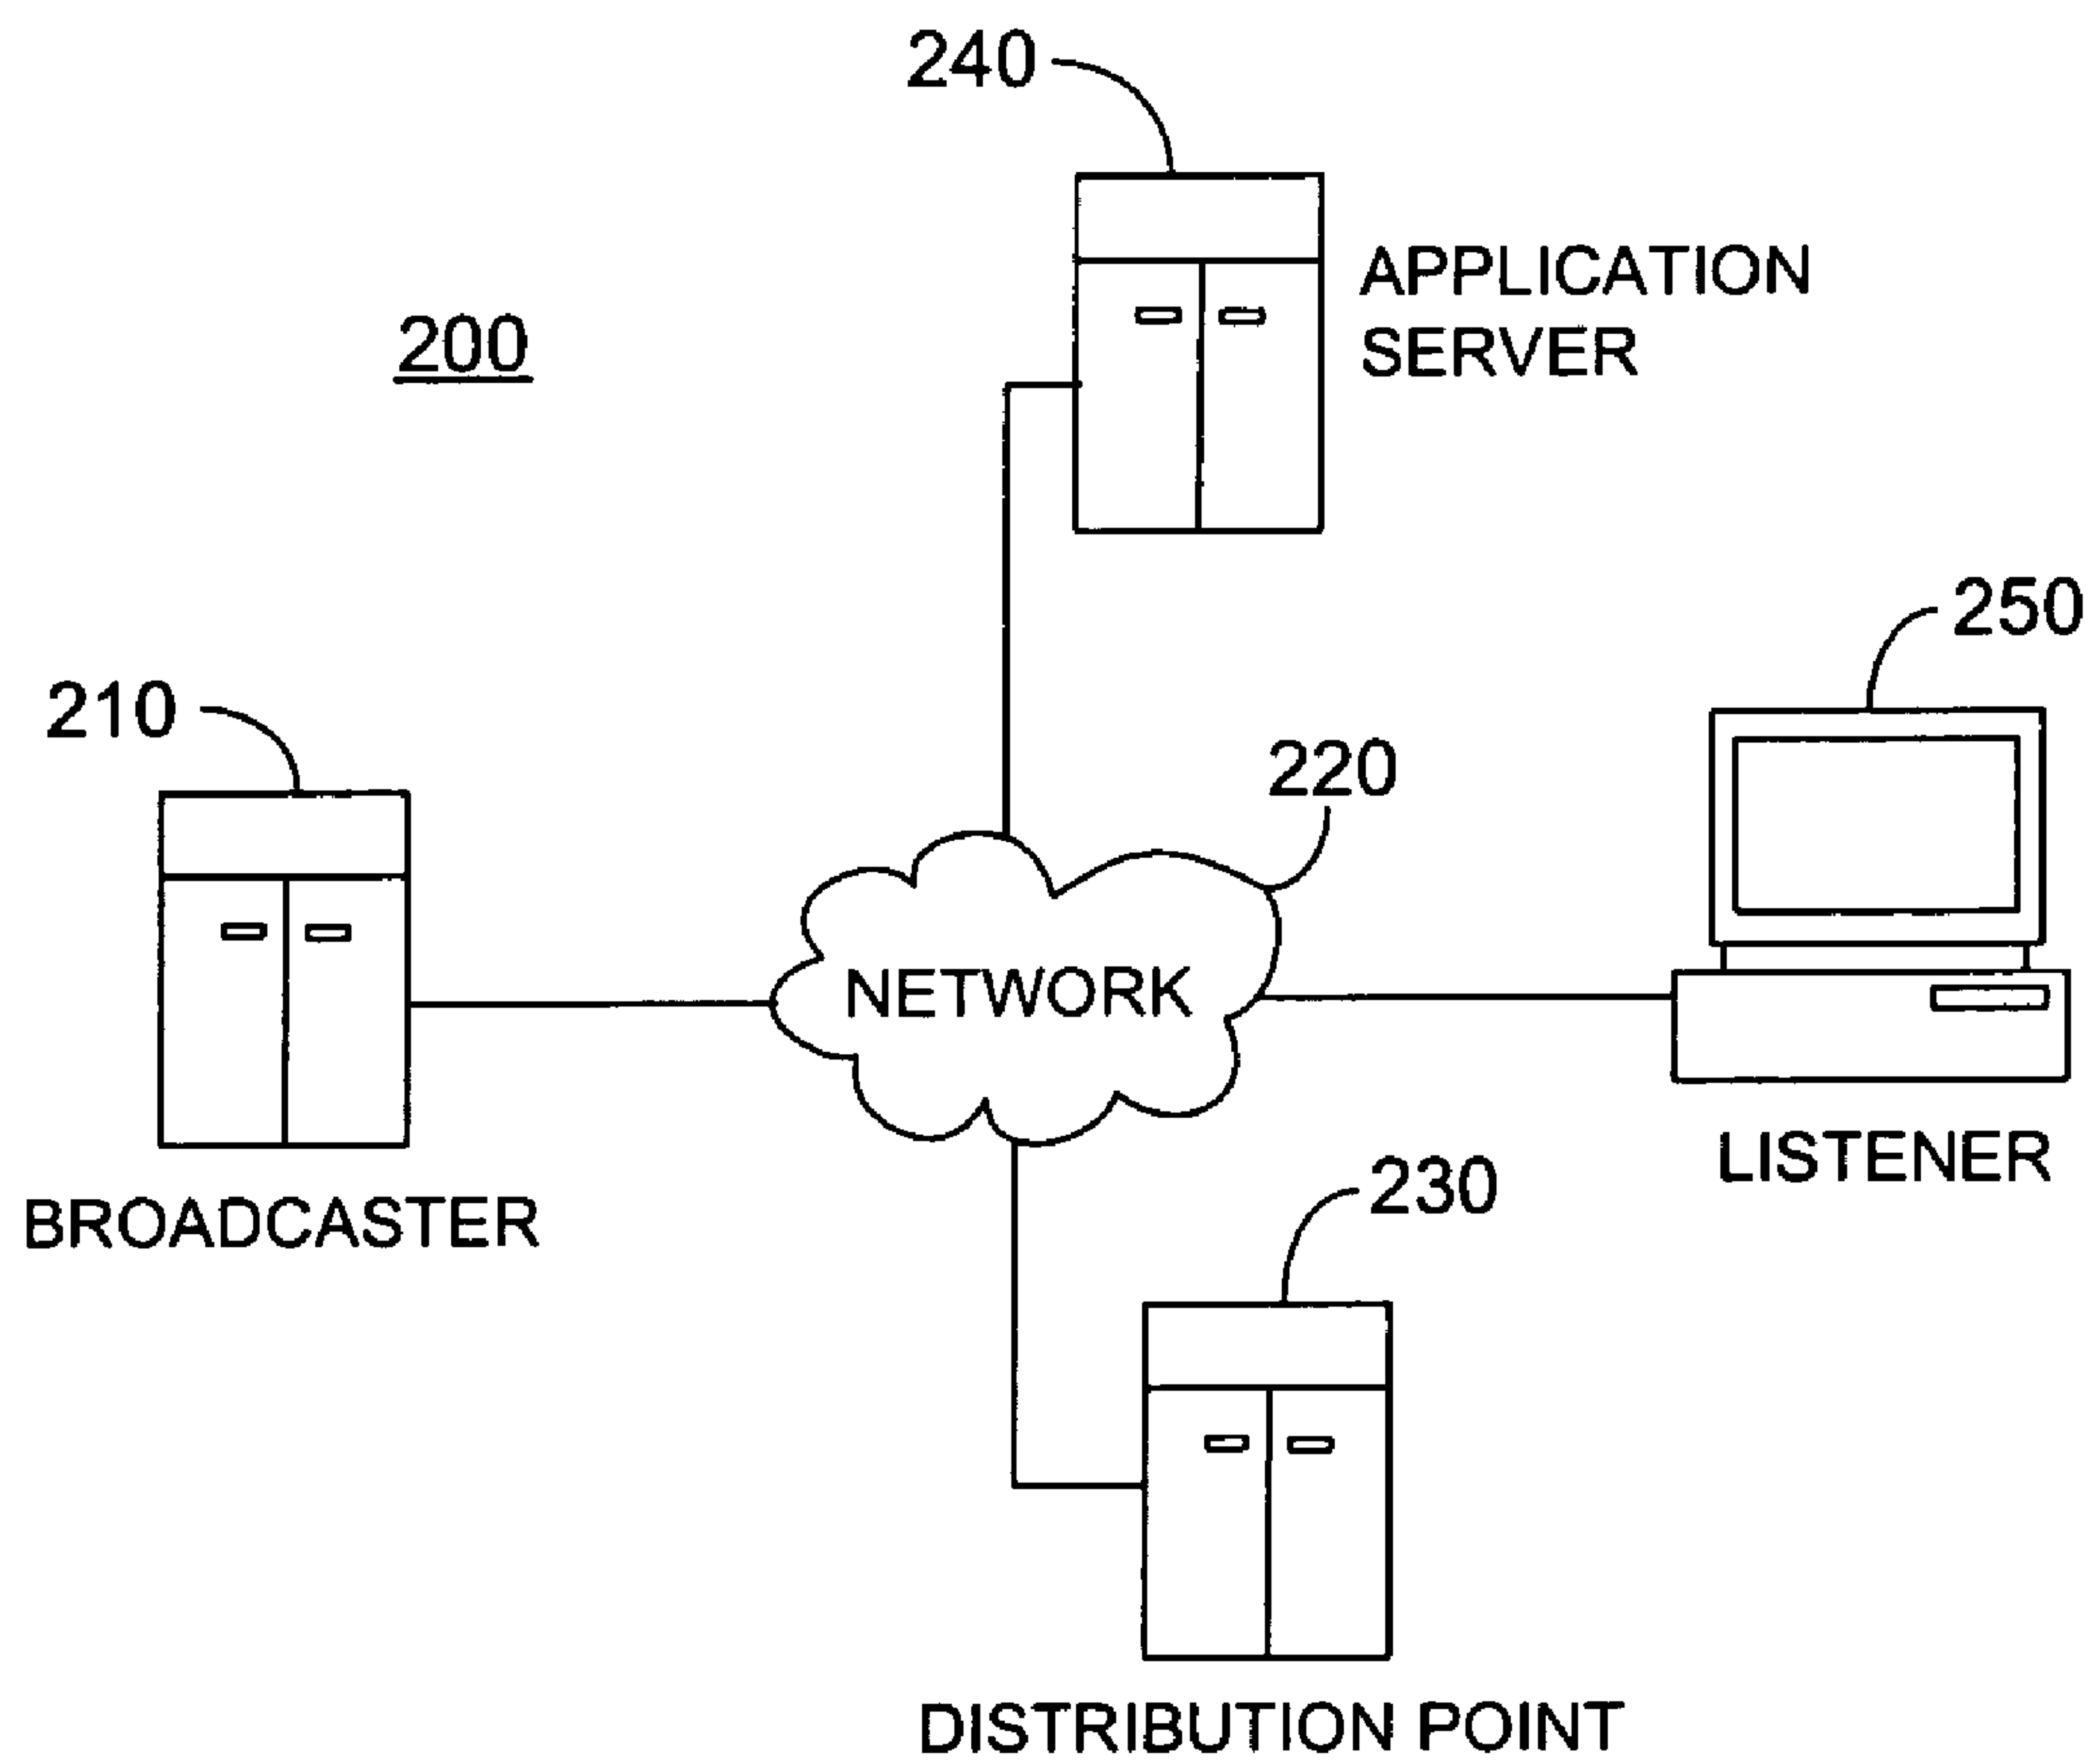 240
APPLICATION
SERVER
200
250
210
220
NETWORK
LISTENER
BROADCASTER
230
DISTRIBUTION POINT